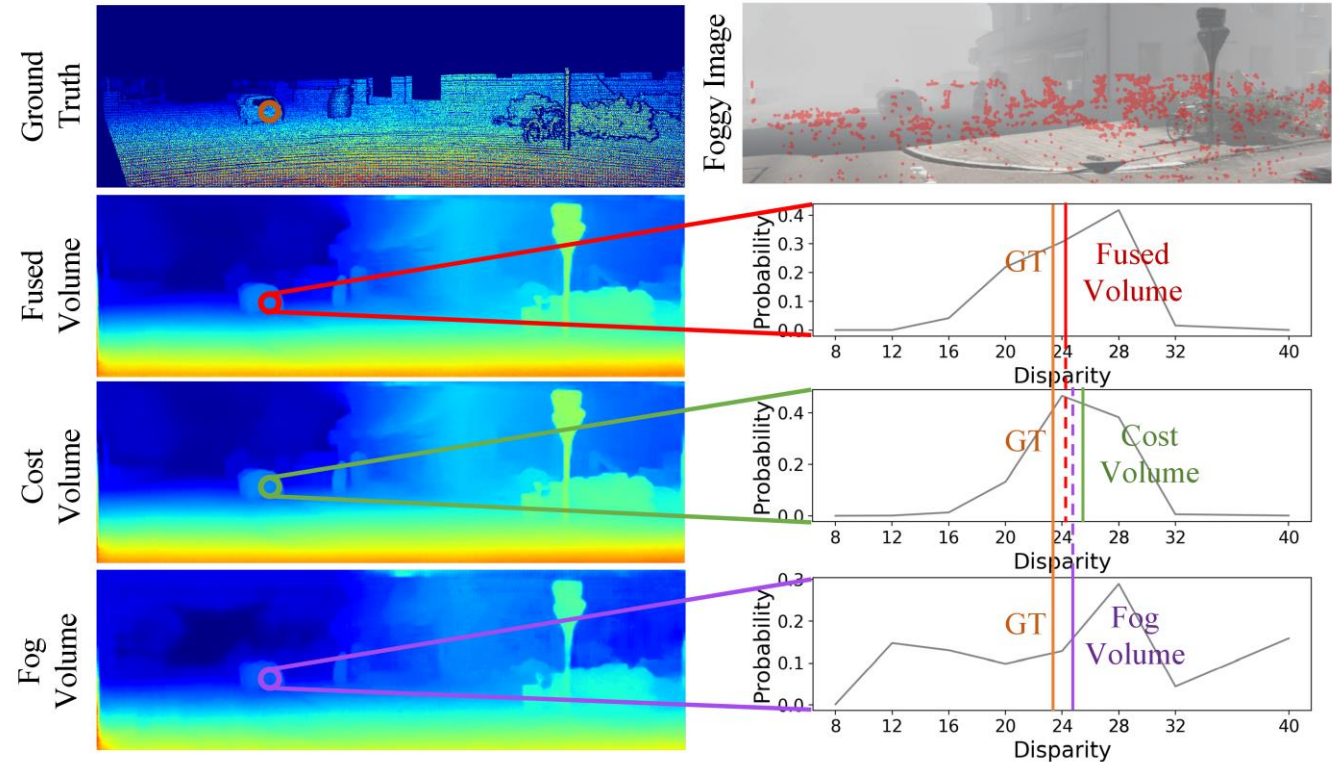 Ground
Truth
Foggy Image
Fused
Volume
Probability
0.4
0.3
0.2
0.1
0.0
GT
Fused
Volume
8 12 16 20 24 28 32 40
Disparity
Cost
Volume
Probability
0.4
0.2
0.0
GT
Cost
Volume
8 12 16 20 24 28 32 40
Disparity
Fog
Volume
Probability
0.3
0.2
0.1
0.0
GT
Fog
Volume
8 12 16 20 24 28 32 40
Disparity